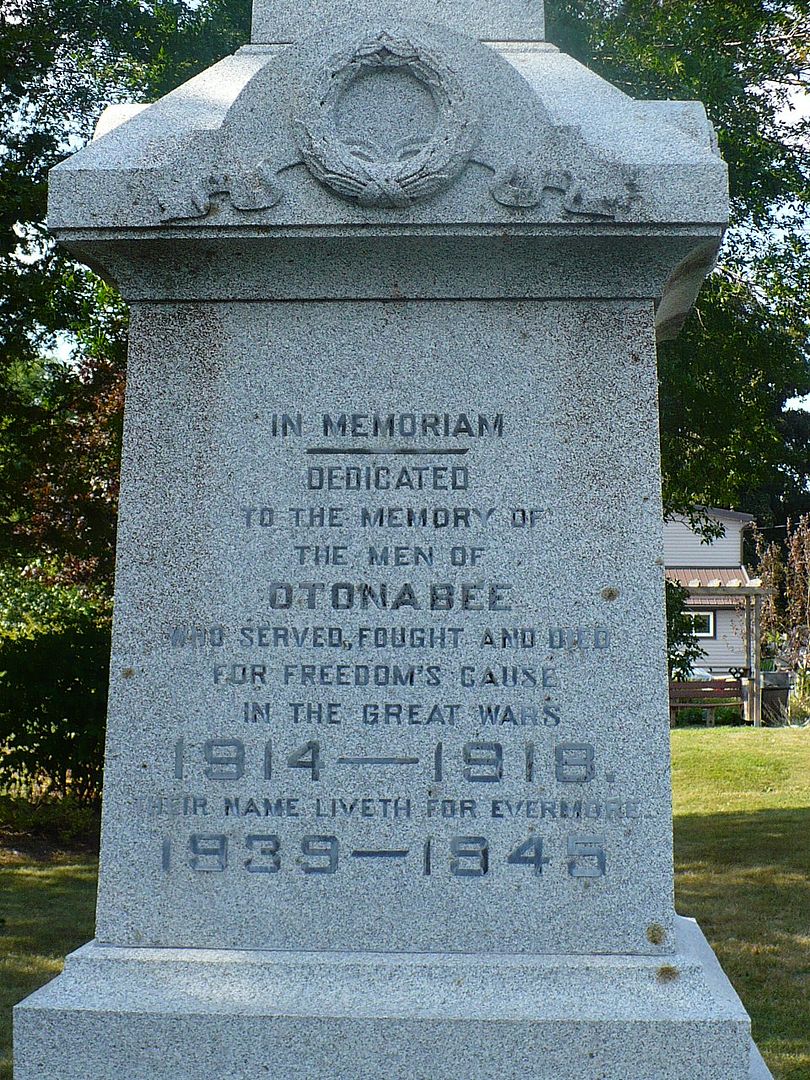 IN MEMORIAM
DEDICATED
TO THE MEMORY OF
THE MEN OF
OTONABEE
WHO SERVED, FOUGHT AND DIED
FOR FREEDOM'S CAUSE
IN THE GREAT WARS
1914—1918.
THEIR NAME LIVETH FOR EVERMORE.
1939—1945